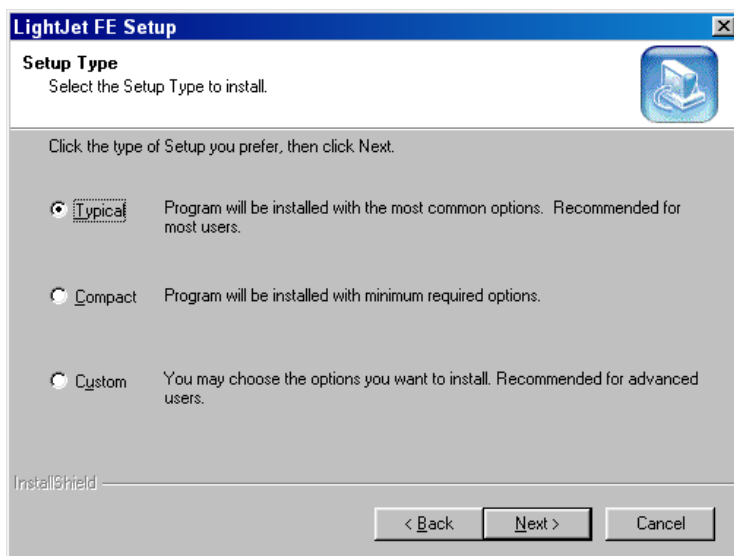 LightJet FE Setup
Setup Type
Select the Setup Type to install.
Click the type of Setup you prefer, then click Next.
Typical
Program will be installed with the most common options. Recommended for
most users.
Compact
Program will be installed with minimum required options.
Custom
You may choose the options you want to install. Recommended for advanced
users.
InstallShield
< Back
Next >
Cancel